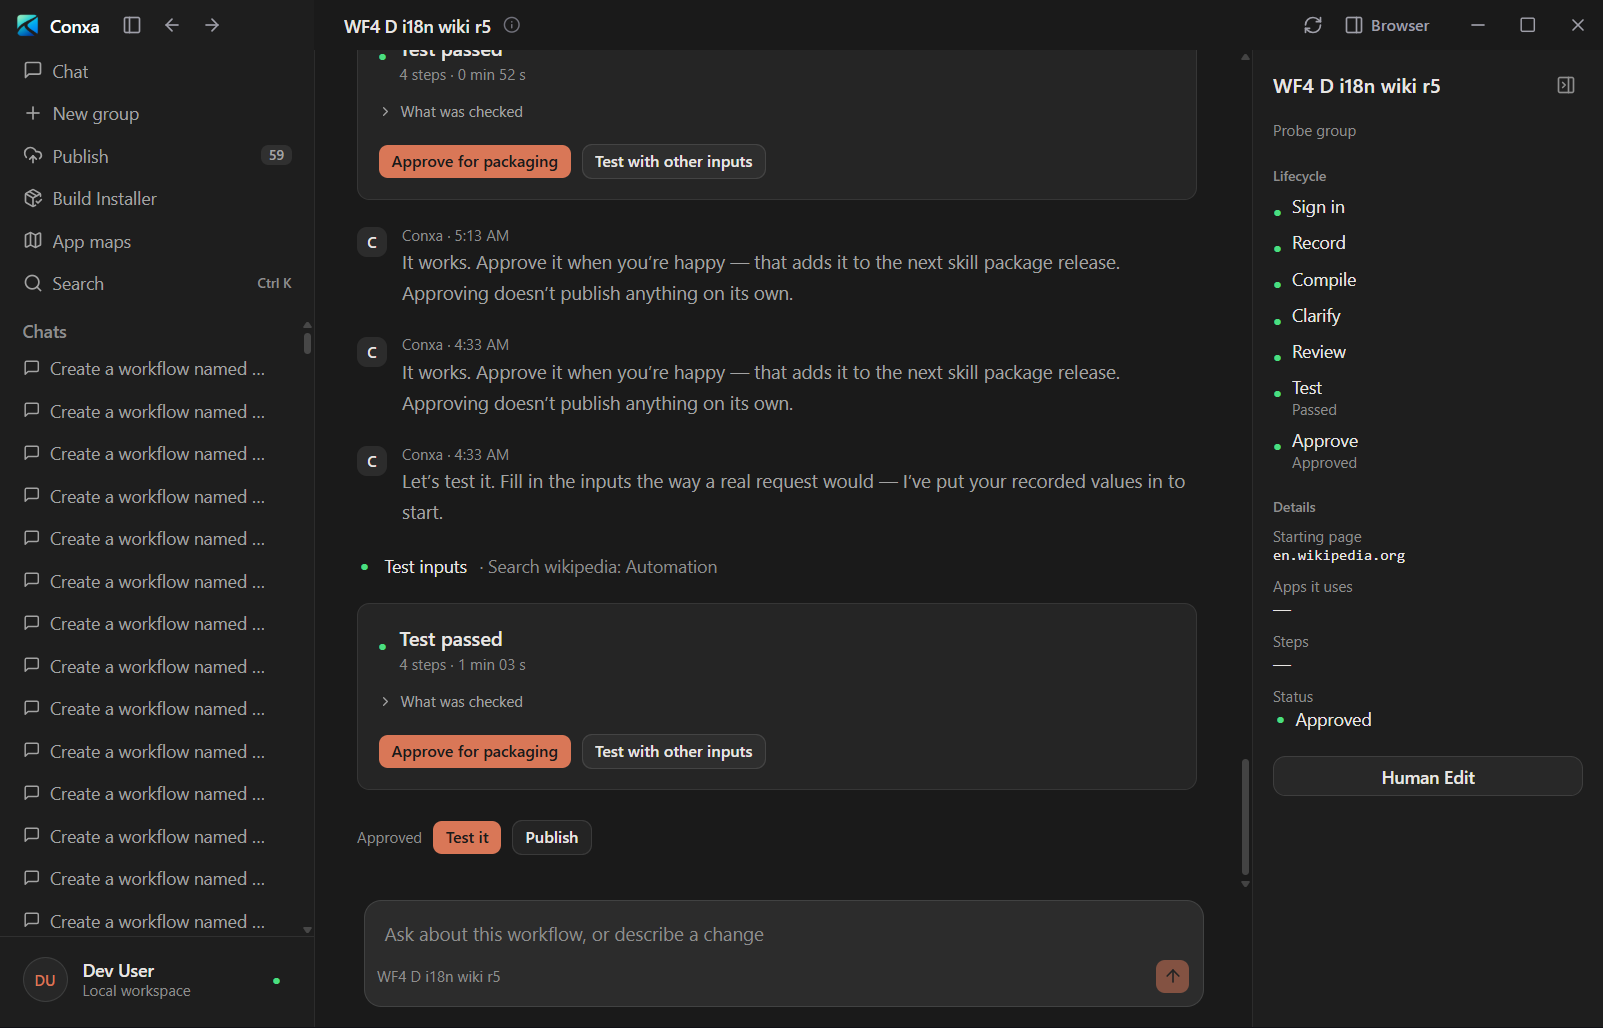 Conxa
WF4 D i18n wiki r5
Browser
Chat
New group
Publish 59
Build Installer
App maps
Search Ctrl K
Chats
Create a workflow named ...
Create a workflow named ...
Create a workflow named ...
Create a workflow named ...
Create a workflow named ...
Create a workflow named ...
Create a workflow named ...
Create a workflow named ...
Create a workflow named ...
Create a workflow named ...
Create a workflow named ...
Create a workflow named ...
Create a workflow named ...
Create a workflow named ...
DU
Dev User
Local workspace
Test passed
4 steps · 0 min 52 s
What was checked
Approve for packaging
Test with other inputs
C
Conxa · 5:13 AM
It works. Approve it when you’re happy — that adds it to the next skill package release.
Approving doesn’t publish anything on its own.
C
Conxa · 4:33 AM
It works. Approve it when you’re happy — that adds it to the next skill package release.
Approving doesn’t publish anything on its own.
C
Conxa · 4:33 AM
Let’s test it. Fill in the inputs the way a real request would — I’ve put your recorded values in to
start.
Test inputs · Search wikipedia: Automation
Test passed
4 steps · 1 min 03 s
What was checked
Approve for packaging
Test with other inputs
Approved
Test it
Publish
Ask about this workflow, or describe a change
WF4 D i18n wiki r5
WF4 D i18n wiki r5
Probe group
Lifecycle
Sign in
Record
Compile
Clarify
Review
Test
Passed
Approve
Approved
Details
Starting page
en.wikipedia.org
Apps it uses
—
Steps
—
Status
Approved
Human Edit